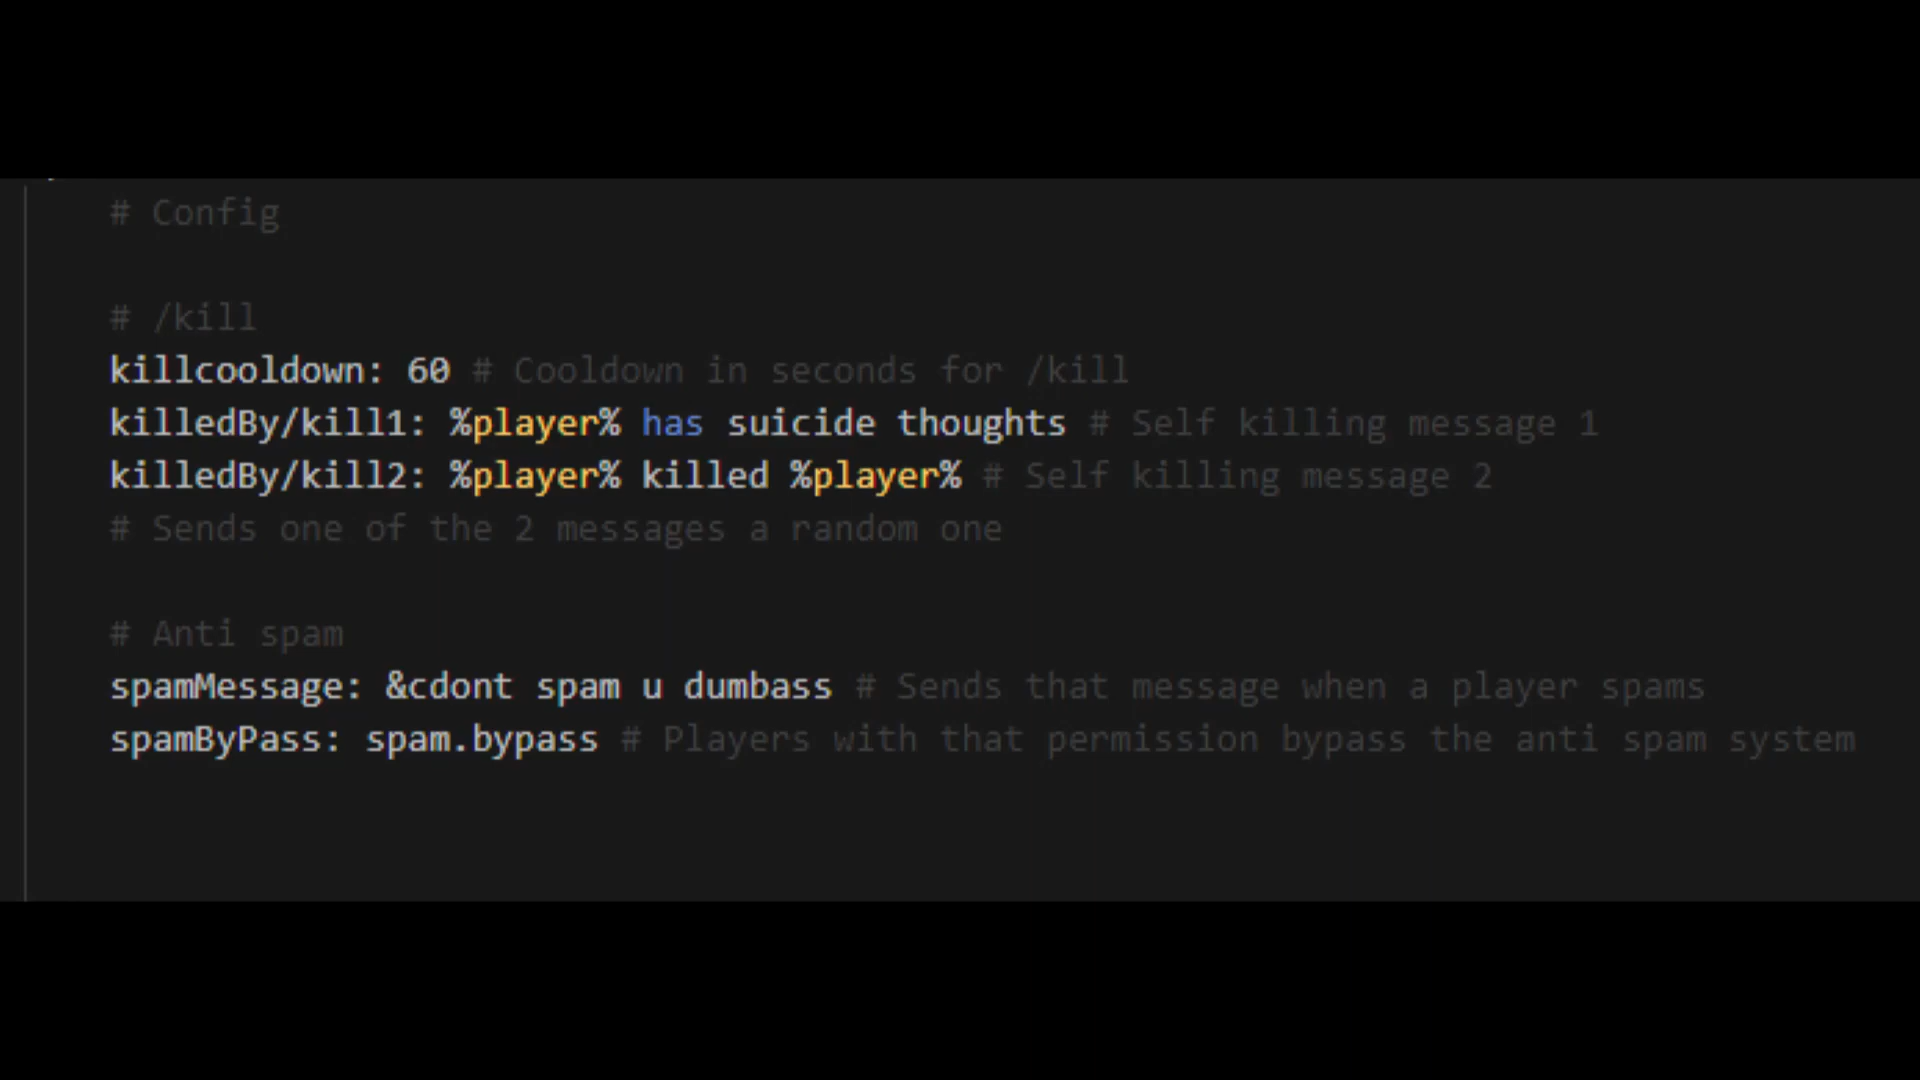 # Config
# /kill
killcooldown: 60 # Cooldown in seconds for /kill
killedBy/kill1: %player% has suicide thoughts # Self killing message 1
killedBy/kill2: %player% killed %player% # Self killing message 2
# Sends one of the 2 messages a random one
# Anti spam
spamMessage: &cdont spam u dumbass # Sends that message when a player spams
spamByPass: spam.bypass # Players with that permission bypass the anti spam system